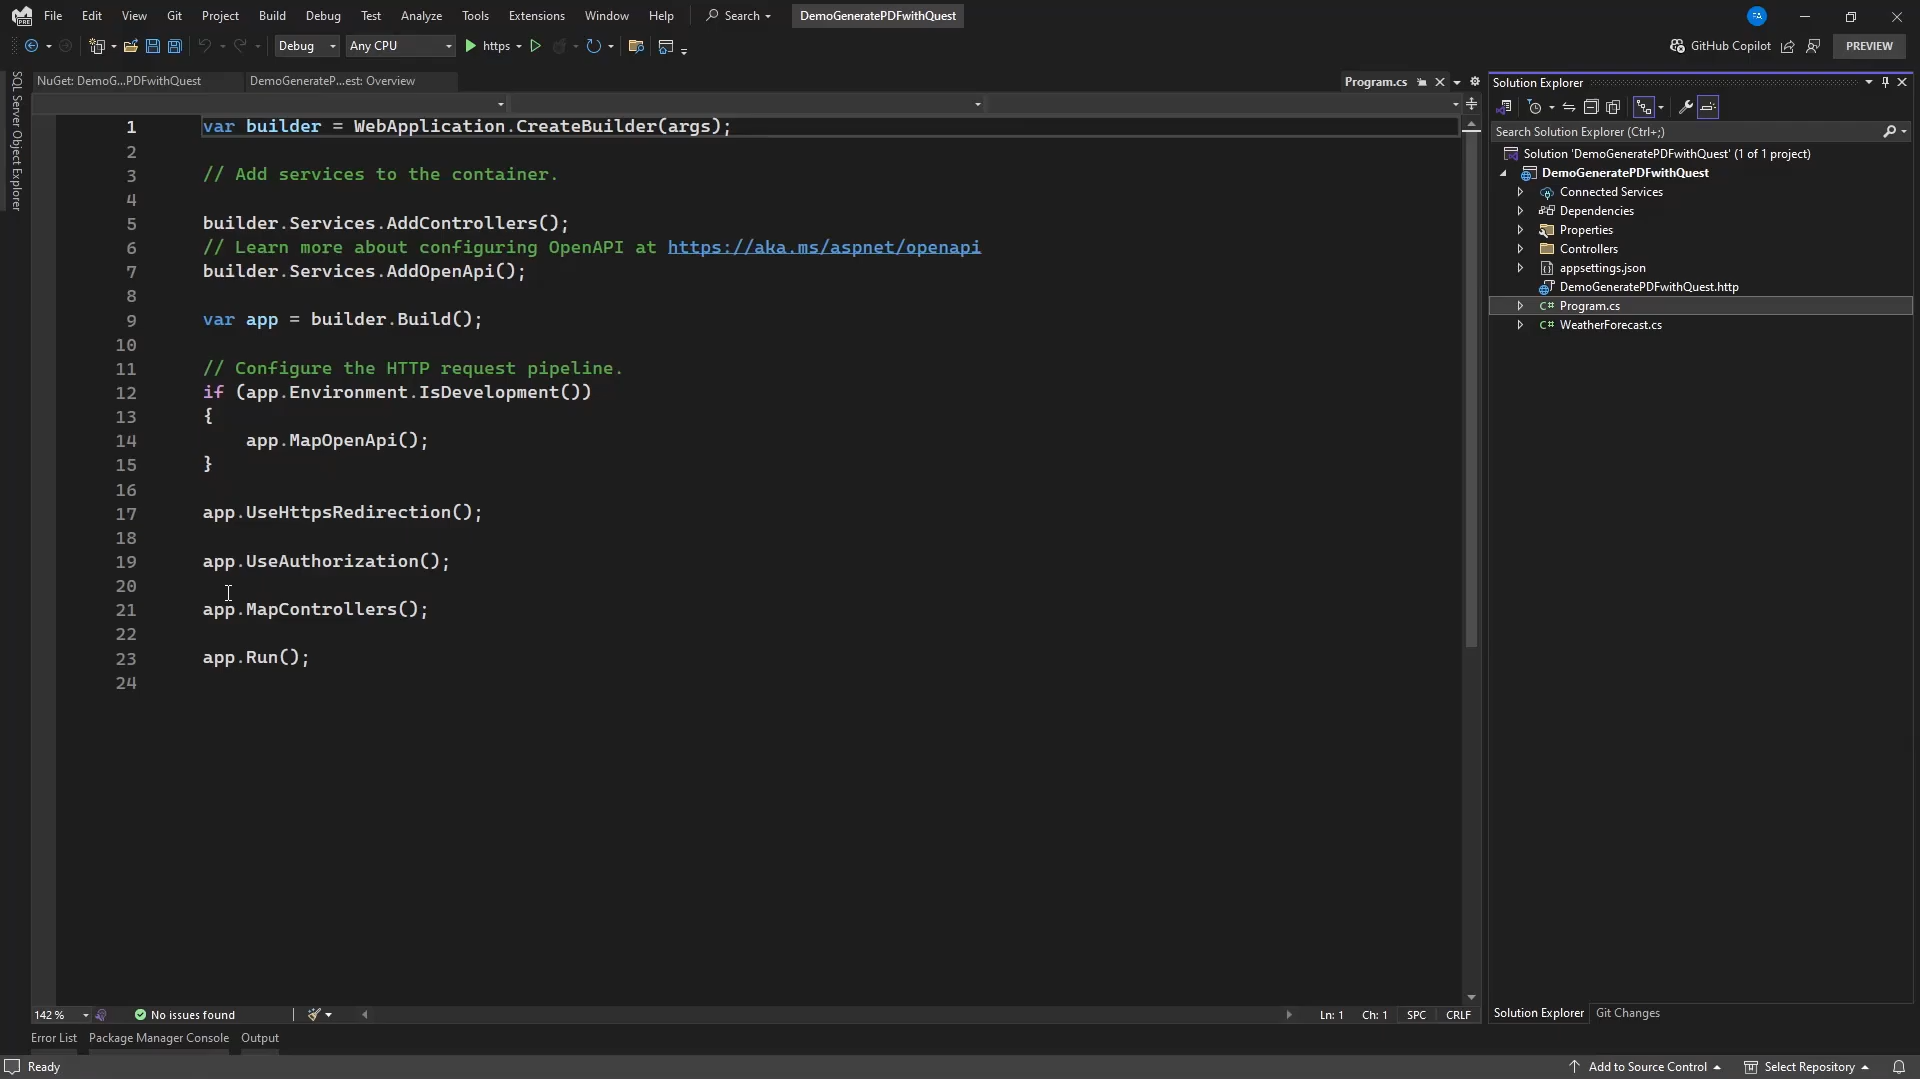 File Edit View Git Project Build Debug Test Analyze Tools Extensions Window Help Search DemoGeneratePDFwithQuest FA
Debug Any CPU https GitHub Copilot PREVIEW
SQL Server Object Explorer
NuGet: DemoG...PDFwithQuest DemoGenerateP...est: Overview Program.cs
1 var builder = WebApplication.CreateBuilder(args);
2
3 // Add services to the container.
4
5 builder.Services.AddControllers();
6 // Learn more about configuring OpenAPI at https://aka.ms/aspnet/openapi
7 builder.Services.AddOpenApi();
8
9 var app = builder.Build();
10
11 // Configure the HTTP request pipeline.
12 if (app.Environment.IsDevelopment())
13 {
14 app.MapOpenApi();
15 }
16
17 app.UseHttpsRedirection();
18
19 app.UseAuthorization();
20
21 app.MapControllers();
22
23 app.Run();
24
142 % No issues found Ln: 1 Ch: 1 SPC CRLF
Error List Package Manager Console Output
Solution Explorer
Search Solution Explorer (Ctrl+;)
Solution 'DemoGeneratePDFwithQuest' (1 of 1 project)
DemoGeneratePDFwithQuest
Connected Services
Dependencies
Properties
Controllers
appsettings.json
DemoGeneratePDFwithQuest.http
C# Program.cs
C# WeatherForecast.cs
Solution Explorer Git Changes
Ready Add to Source Control Select Repository